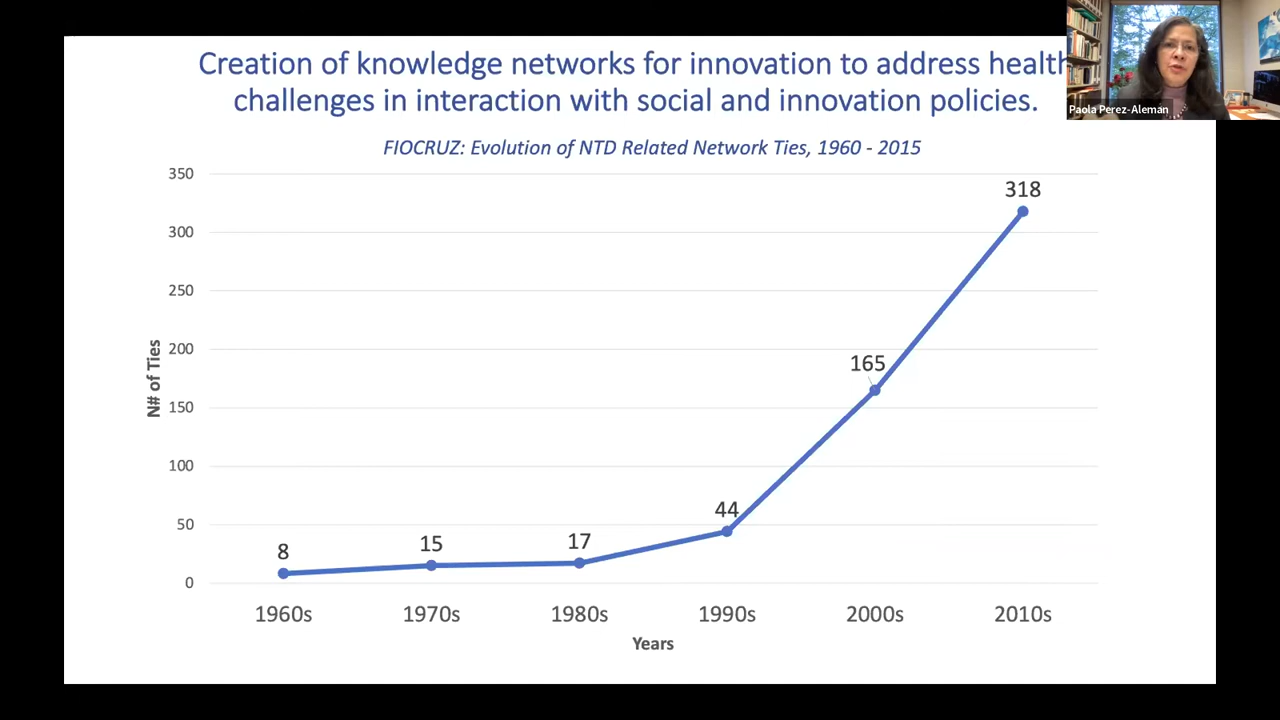 Creation of knowledge networks for innovation to address health
challenges in interaction with social and innovation policies.
Paola Perez-Aleman
FIOCRUZ: Evolution of NTD Related Network Ties, 1960 - 2015
350
300
250
200
150
100
50
0
N# of Ties
8
15
17
44
165
318
1960s
1970s
1980s
1990s
2000s
2010s
Years